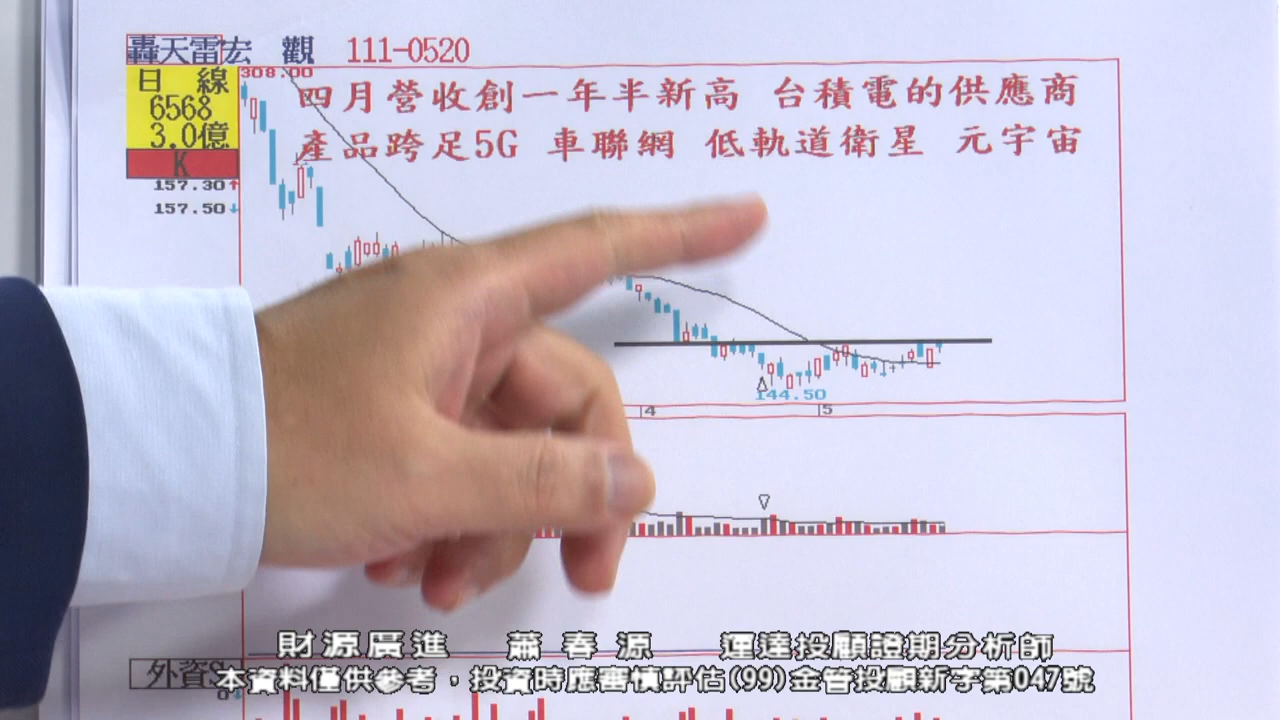 轟天雷宏 觀 111-0520
日 線
6568
3.0億
K
308.00
157.30↑
157.50↓
四月營收創一年半新高 台積電的供應商
產品跨足5G 車聯網 低軌道衛星 元宇宙
144.50
4 5
外資
財源廣進 蕭春源 運達投顧證期分析師
本資料僅供參考,投資時應審慎評估(99)金管投顧新字第047號